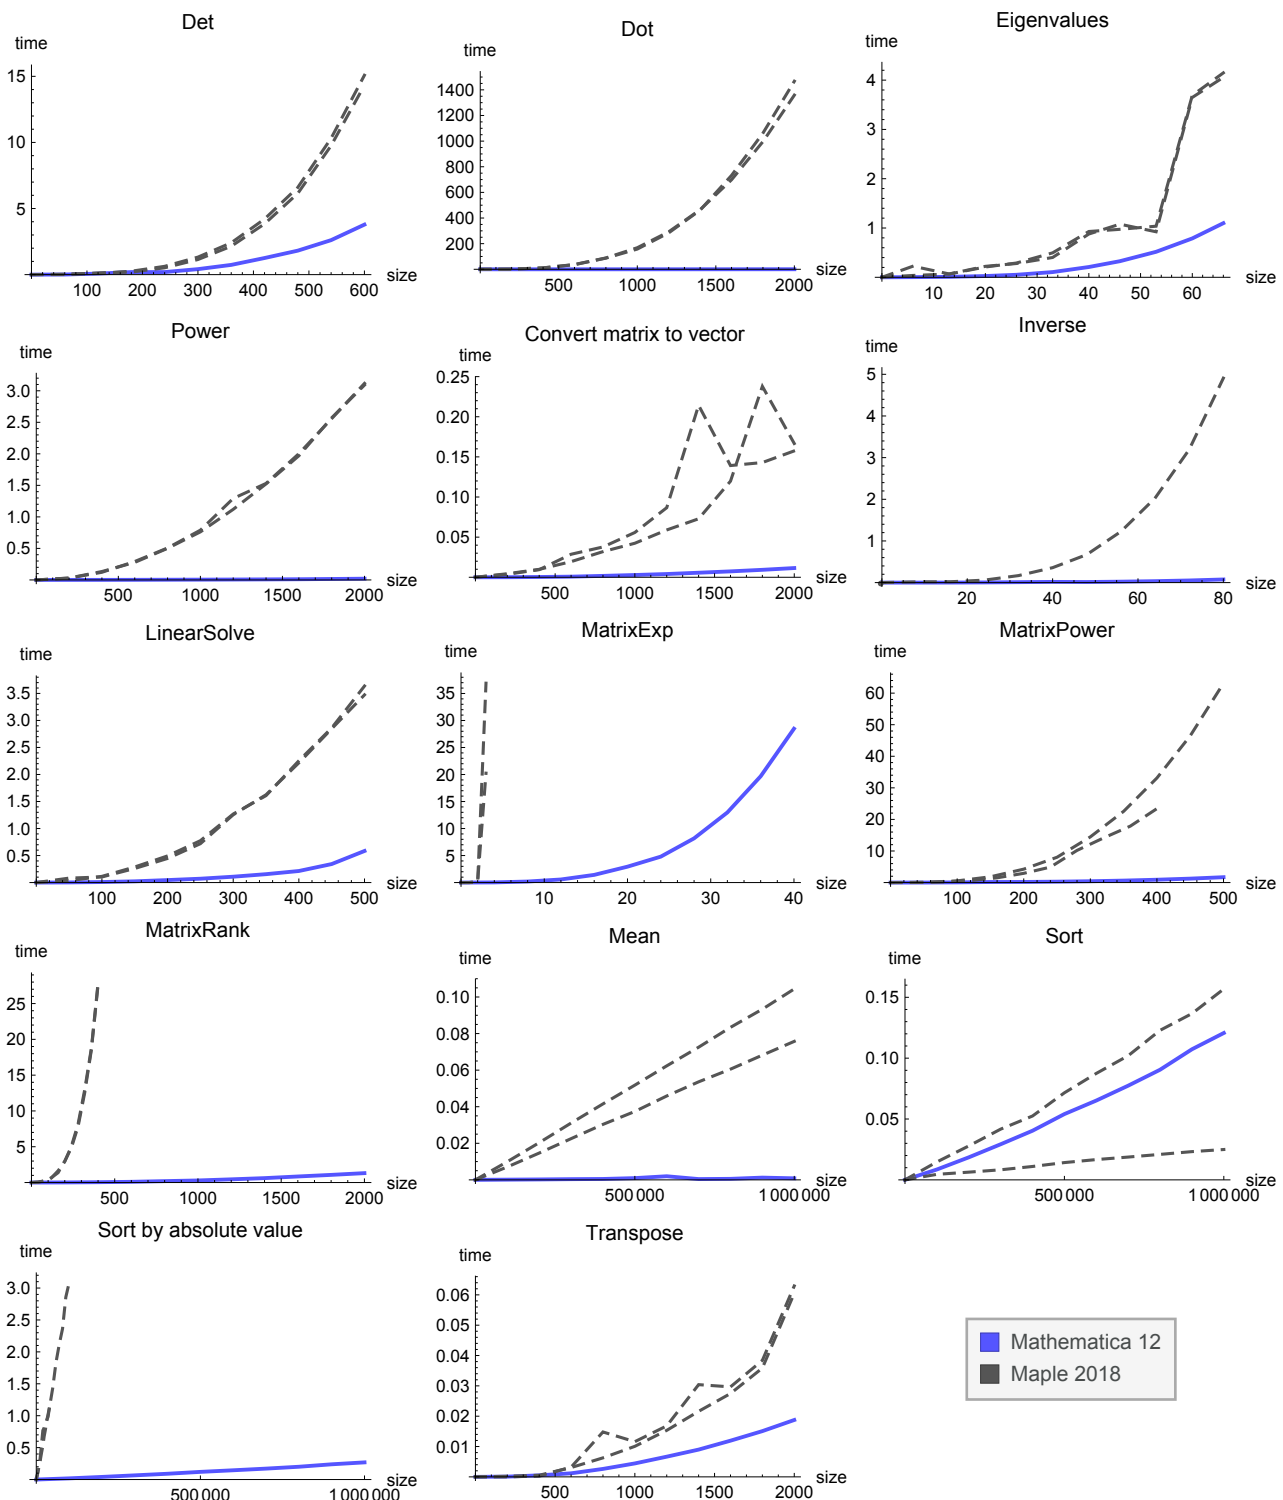 Det
time
15
10
5
100 200 300 400 500 600
size
Dot
time
1400
1200
1000
800
600
400
200
500 1000 1500 2000
size
Eigenvalues
time
4
3
2
1
10 20 30 40 50 60
size
Power
time
3.0
2.5
2.0
1.5
1.0
0.5
500 1000 1500 2000
size
Convert matrix to vector
time
0.25
0.20
0.15
0.10
0.05
500 1000 1500 2000
size
Inverse
time
5
4
3
2
1
20 40 60 80
size
LinearSolve
time
3.5
3.0
2.5
2.0
1.5
1.0
0.5
100 200 300 400 500
size
MatrixExp
time
35
30
25
20
15
10
5
10 20 30 40
size
MatrixPower
time
60
50
40
30
20
10
100 200 300 400 500
size
MatrixRank
time
25
20
15
10
5
500 1000 1500 2000
size
Mean
time
0.10
0.08
0.06
0.04
0.02
500 000 1 000 000
size
Sort
time
0.15
0.10
0.05
500 000 1 000 000
size
Sort by absolute value
time
3.0
2.5
2.0
1.5
1.0
0.5
500 000 1 000 000
size
Transpose
time
0.06
0.05
0.04
0.03
0.02
0.01
500 1000 1500 2000
size
Mathematica 12
Maple 2018